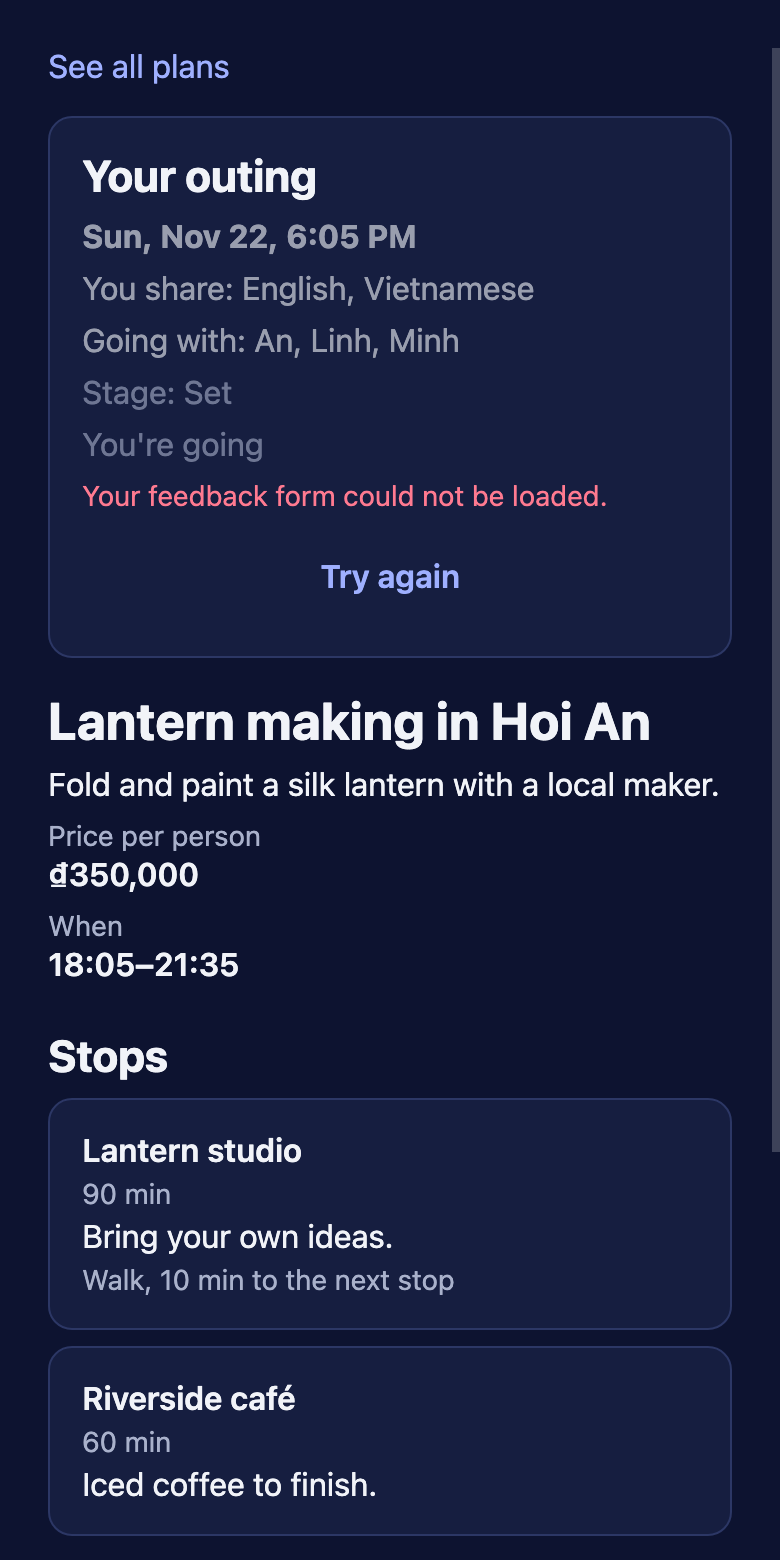 See all plans
Your outing
Sun, Nov 22, 6:05 PM
You share: English, Vietnamese
Going with: An, Linh, Minh
Stage: Set
You're going
Your feedback form could not be loaded.
Try again
Lantern making in Hoi An
Fold and paint a silk lantern with a local maker.
Price per person
₫350,000
When
18:05–21:35
Stops
Lantern studio
90 min
Bring your own ideas.
Walk, 10 min to the next stop
Riverside café
60 min
Iced coffee to finish.